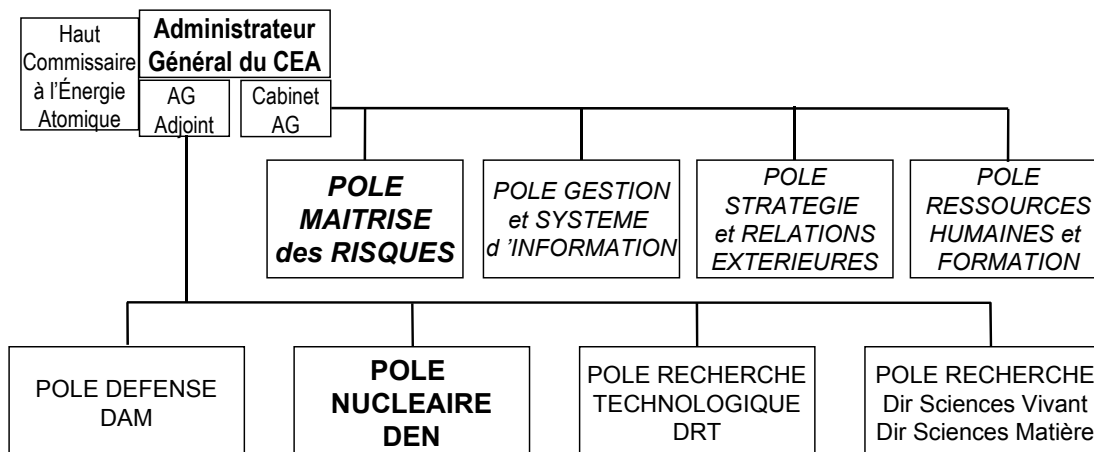 Haut
Commissaire
à l'Énergie
Atomique
Administrateur
Général du CEA
AG
Adjoint
Cabinet
AG
POLE
MAITRISE
des RISQUES
POLE GESTION
et SYSTEME
d 'INFORMATION
POLE
STRATEGIE
et RELATIONS
EXTERIEURES
POLE
RESSOURCES
HUMAINES et
FORMATION
POLE DEFENSE
DAM
POLE
NUCLEAIRE
DEN
POLE RECHERCHE
TECHNOLOGIQUE
DRT
POLE RECHERCHE
Dir Sciences Vivant
Dir Sciences Matière